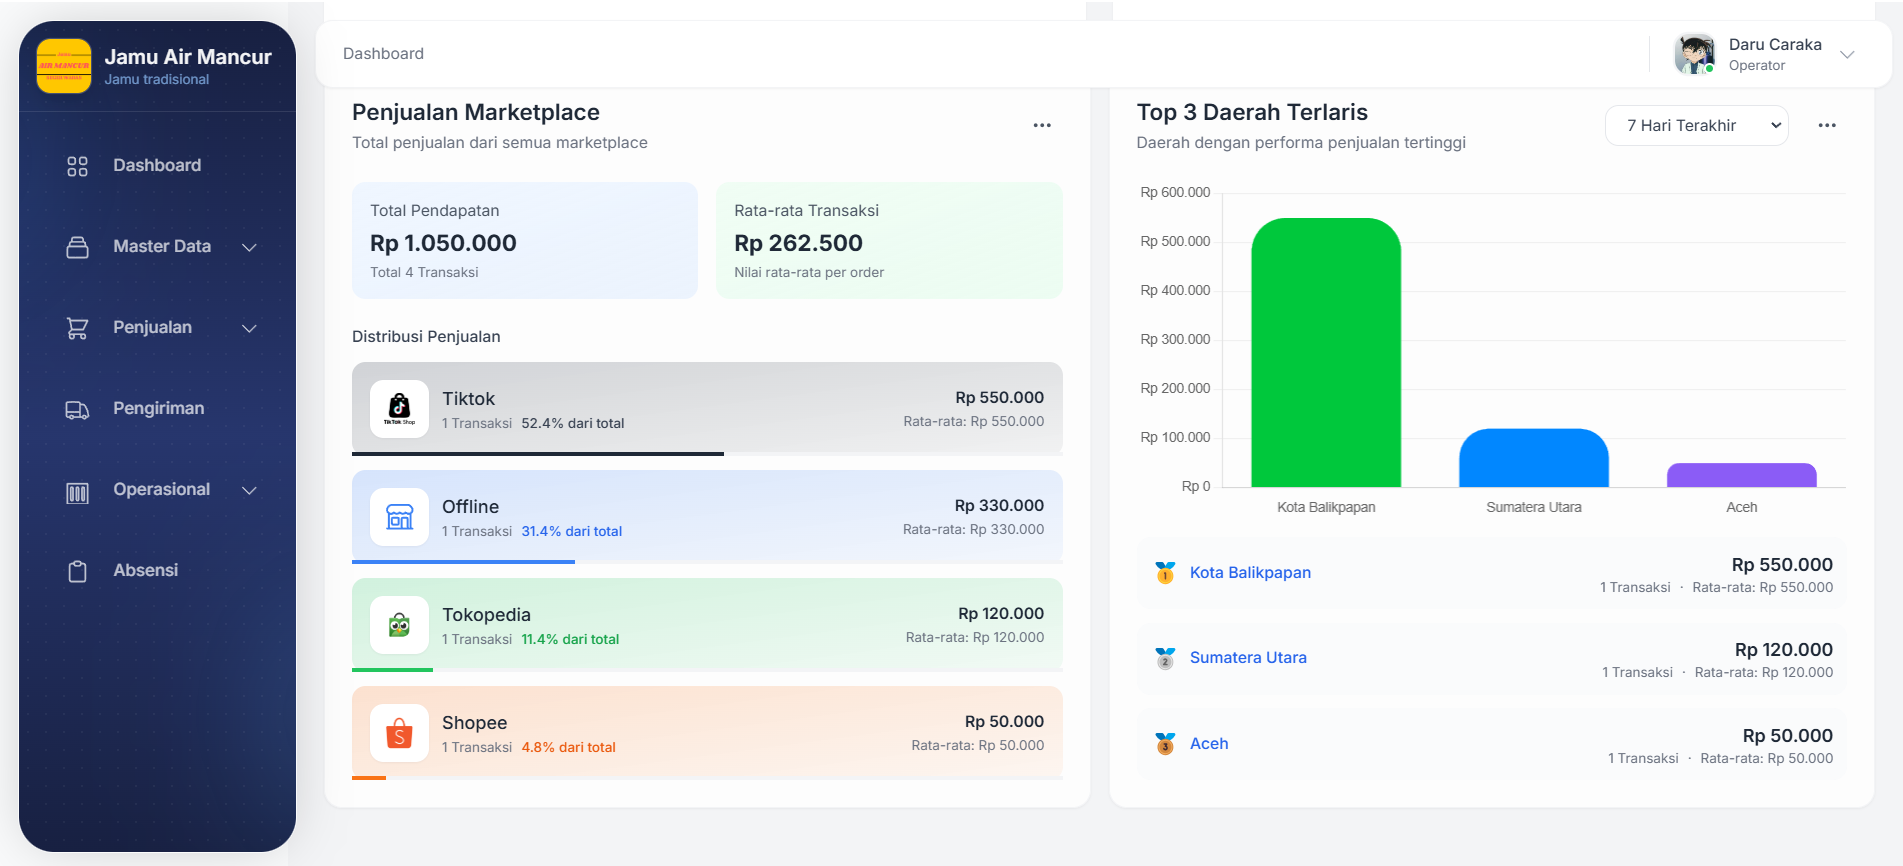 AIR MANCUR
Jamu Air Mancur
Jamu tradisional
Dashboard
Master Data
Penjualan
Pengiriman
Operasional
Absensi
Dashboard
Daru Caraka
Operator
Penjualan Marketplace
Total penjualan dari semua marketplace
Total Pendapatan
Rp 1.050.000
Total 4 Transaksi
Rata-rata Transaksi
Rp 262.500
Nilai rata-rata per order
Distribusi Penjualan
TikTok Shop
Tiktok
1 Transaksi 52.4% dari total
Rp 550.000
Rata-rata: Rp 550.000
Offline
1 Transaksi 31.4% dari total
Rp 330.000
Rata-rata: Rp 330.000
Tokopedia
1 Transaksi 11.4% dari total
Rp 120.000
Rata-rata: Rp 120.000
S
Shopee
1 Transaksi 4.8% dari total
Rp 50.000
Rata-rata: Rp 50.000
Top 3 Daerah Terlaris
Daerah dengan performa penjualan tertinggi
7 Hari Terakhir
Rp 600.000
Rp 500.000
Rp 400.000
Rp 300.000
Rp 200.000
Rp 100.000
Rp 0
Kota Balikpapan
Sumatera Utara
Aceh
1
Kota Balikpapan
Rp 550.000
1 Transaksi · Rata-rata: Rp 550.000
2
Sumatera Utara
Rp 120.000
1 Transaksi · Rata-rata: Rp 120.000
3
Aceh
Rp 50.000
1 Transaksi · Rata-rata: Rp 50.000